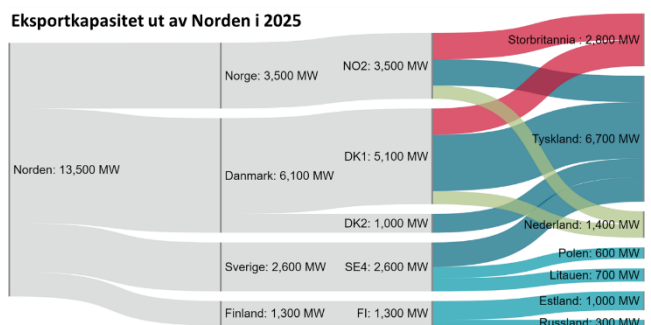 Eksportkapasitet ut av Norden i 2025
Storbritannia : 2,800 MW
Norge: 3,500 MW
NO2: 3,500 MW
Tyskland: 6,700 MW
DK1: 5,100 MW
Norden: 13,500 MW
Danmark: 6,100 MW
DK2: 1,000 MW
Nederland: 1,400 MW
Polen: 600 MW
Sverige: 2,600 MW
SE4: 2,600 MW
Litauen: 700 MW
Estland: 1,000 MW
Finland: 1,300 MW
FI: 1,300 MW
Russland: 300 MW